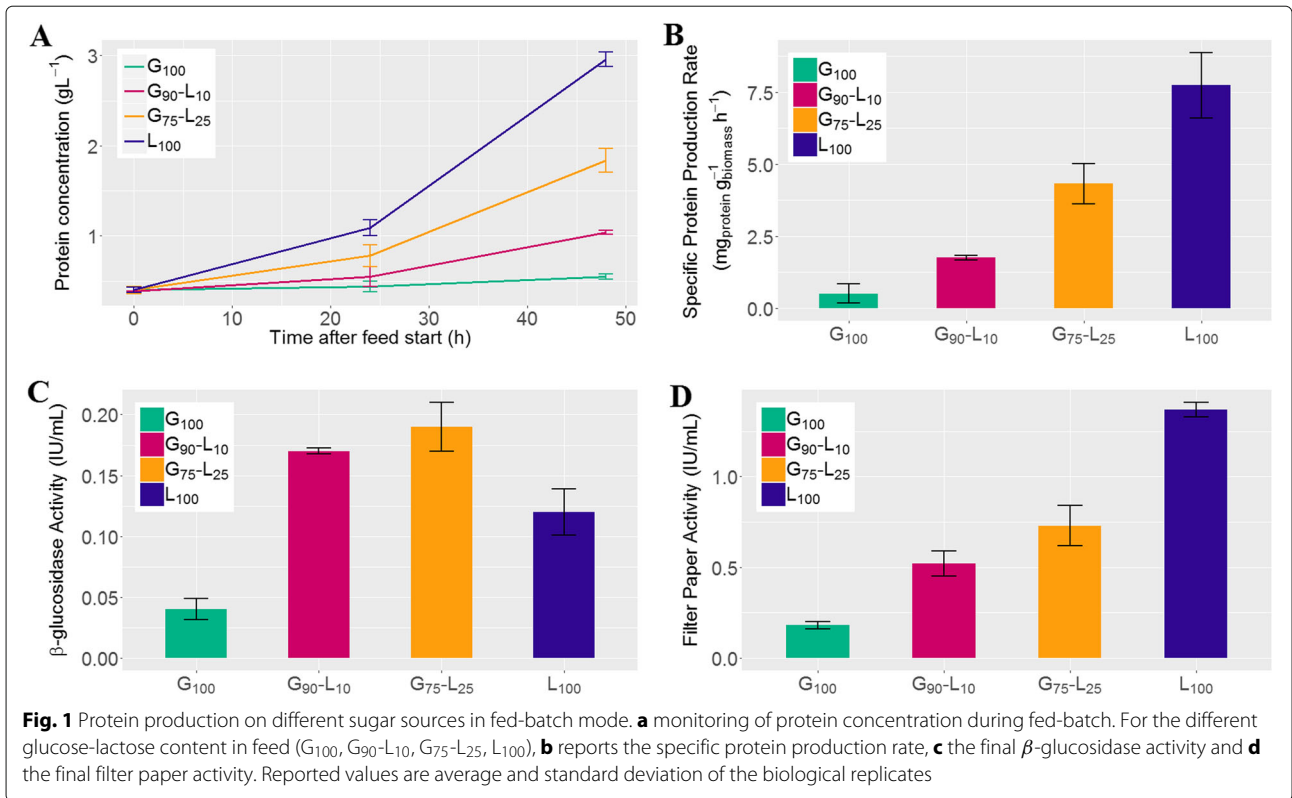 A
Protein concentration (gL⁻¹)
3
2
1
G₁₀₀
G₉₀-L₁₀
G₇₅-L₂₅
L₁₀₀
0 10 20 30 40 50
Time after feed start (h)
B
Specific Protein Production Rate
(mg_protein g⁻¹_biomass h⁻¹)
7.5
5.0
2.5
0.0
G₁₀₀
G₉₀-L₁₀
G₇₅-L₂₅
L₁₀₀
G₁₀₀ G₉₀-L₁₀ G₇₅-L₂₅ L₁₀₀
C
β-glucosidase Activity (IU/mL)
0.20
0.15
0.10
0.05
0.00
G₁₀₀
G₉₀-L₁₀
G₇₅-L₂₅
L₁₀₀
G₁₀₀ G₉₀-L₁₀ G₇₅-L₂₅ L₁₀₀
D
Filter Paper Activity (IU/mL)
1.0
0.5
0.0
G₁₀₀
G₉₀-L₁₀
G₇₅-L₂₅
L₁₀₀
G₁₀₀ G₉₀-L₁₀ G₇₅-L₂₅ L₁₀₀
Fig. 1 Protein production on different sugar sources in fed-batch mode. a monitoring of protein concentration during fed-batch. For the different
glucose-lactose content in feed (G₁₀₀, G₉₀-L₁₀, G₇₅-L₂₅, L₁₀₀), b reports the specific protein production rate, c the final β-glucosidase activity and d
the final filter paper activity. Reported values are average and standard deviation of the biological replicates